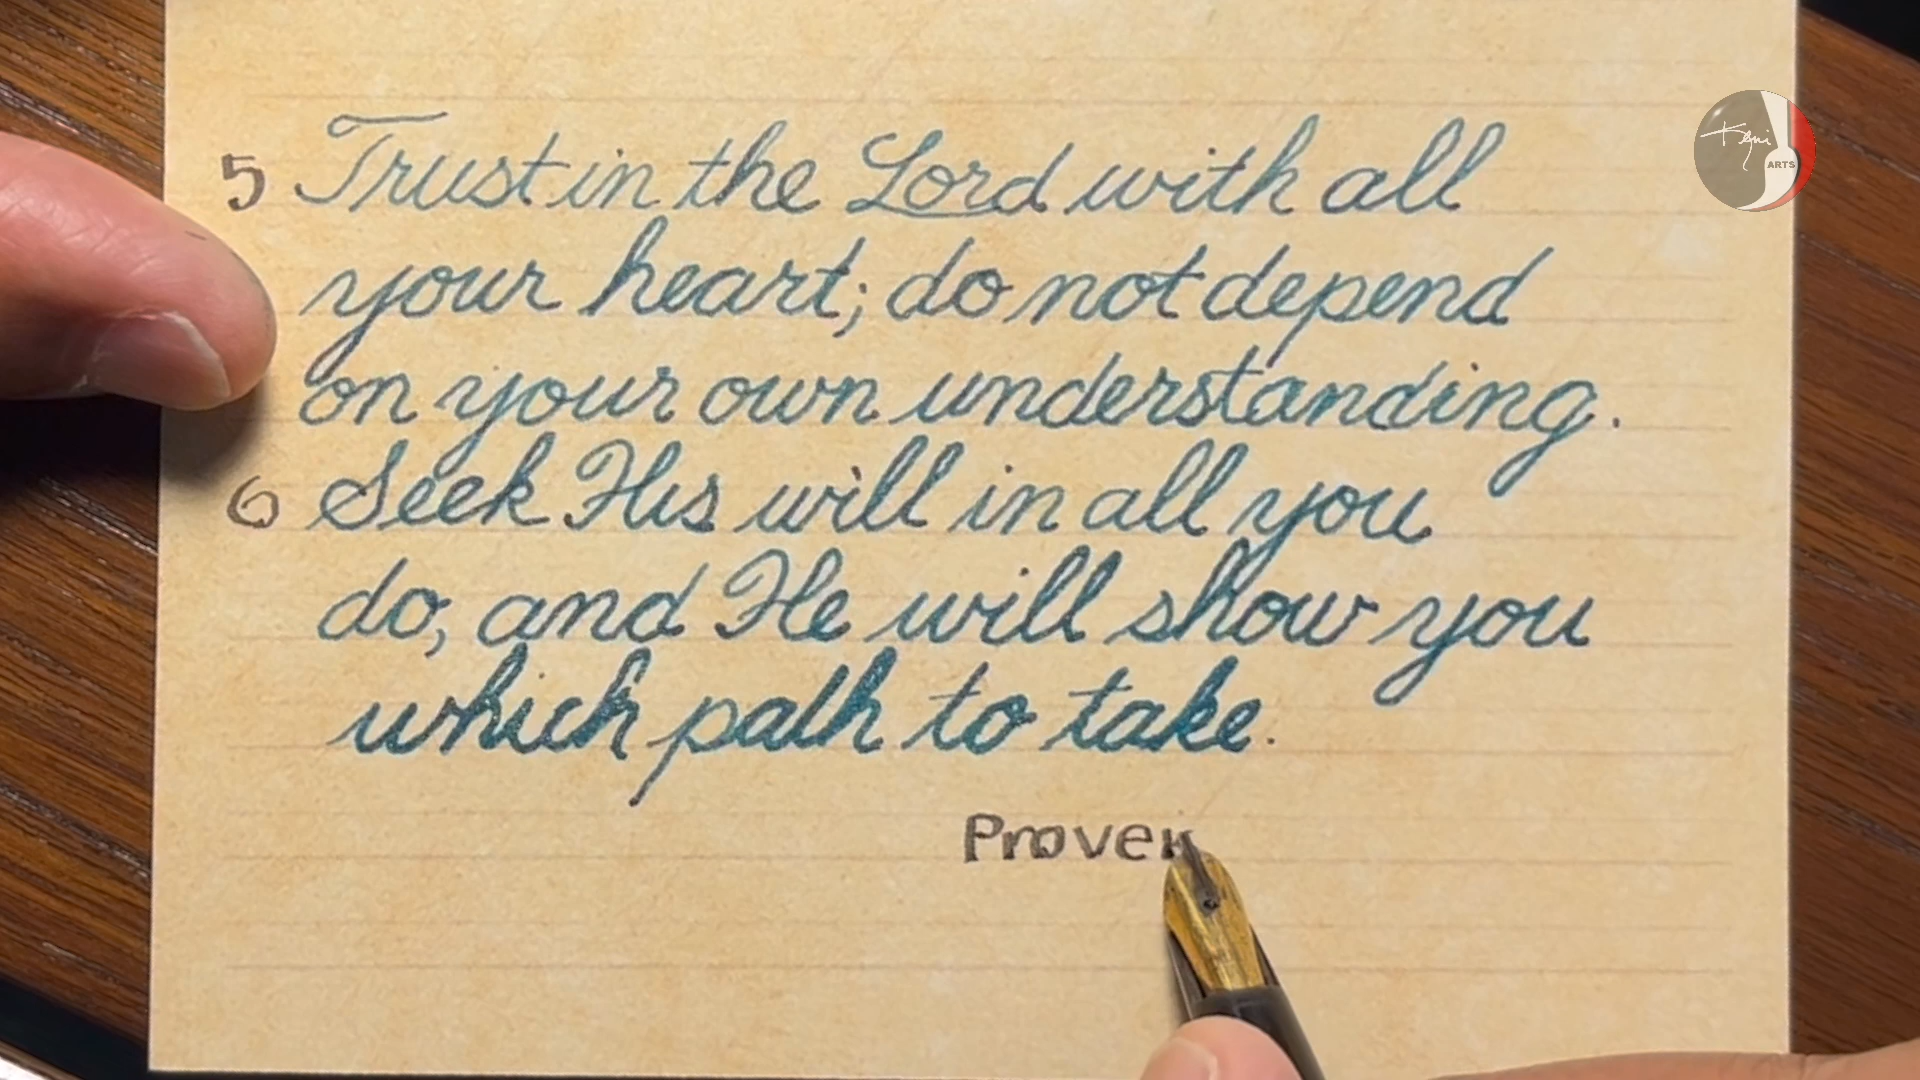 5 Trust in the Lord with all
your heart; do not depend
on your own understanding.
6 Seek His will in all you
do, and He will show you
which path to take.
Prover
ARTS